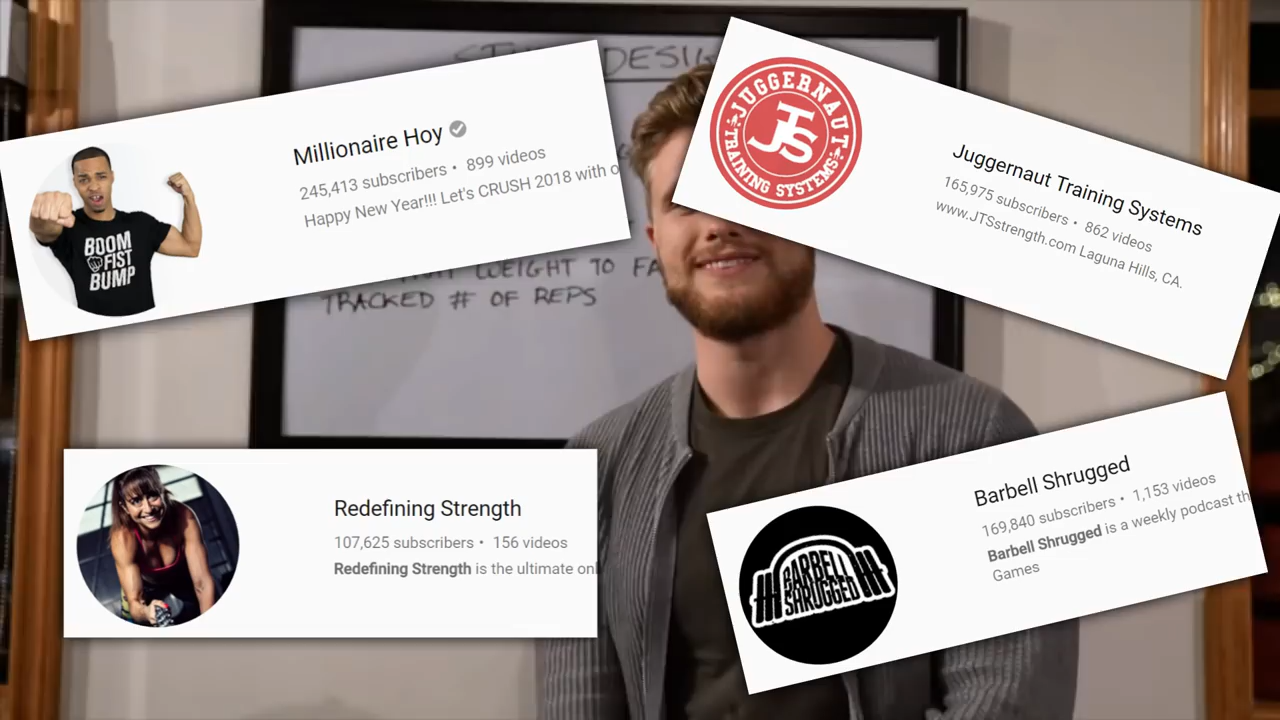 DESIG
Millionaire Hoy
245,413 subscribers • 899 videos
Happy New Year!!! Let's CRUSH 2018 with o
BOOM
FIST
BUMP
JUGGERNAUT
JTS
TRAINING SYSTEMS
Juggernaut Training Systems
165,975 subscribers • 862 videos
www.JTSstrength.com Laguna Hills, CA.
WEIGHT TO FA
TRACKED # OF REPS
Redefining Strength
107,625 subscribers • 156 videos
Redefining Strength is the ultimate onl
Barbell Shrugged
169,840 subscribers • 1,153 videos
Barbell Shrugged is a weekly podcast th
Games
BARBELL
SHRUGGED